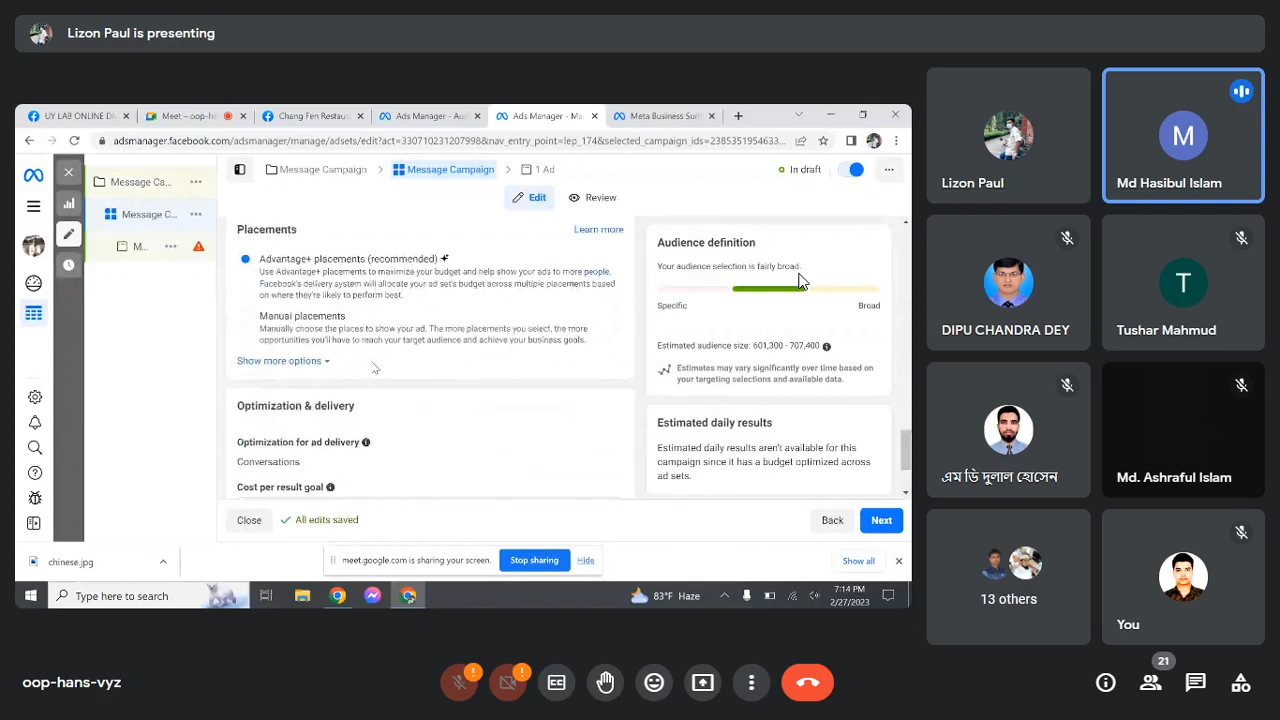 Lizon Paul is presenting
UY LAB ONLINE DI
Meet – oop-h
Chang Fen Restau
Ads Manager - Au
Ads Manager - Ma
Meta Business Suit
adsmanager.facebook.com/adsmanager/manage/adsets/edit?act=330710231207998&nav_entry_point=lep_174&selected_campaign_ids=2385351954633...
Message Ca...
Message C...
M...
Message Campaign
Message Campaign
1 Ad
In draft
Edit
Review
Placements
Learn more
Advantage+ placements (recommended)
Use Advantage+ placements to maximize your budget and help show your ads to more people.
Facebook's delivery system will allocate your ad set's budget across multiple placements based
on where they're likely to perform best.
Manual placements
Manually choose the places to show your ad. The more placements you select, the more
opportunities you'll have to reach your target audience and achieve your business goals.
Show more options
Optimization & delivery
Optimization for ad delivery
Conversations
Cost per result goal
Audience definition
Your audience selection is fairly broad.
Specific
Broad
Estimated audience size: 601,300 - 707,400
Estimates may vary significantly over time based on
your targeting selections and available data.
Estimated daily results
Estimated daily results aren't available for this
campaign since it has a budget optimized across
ad sets.
Close
All edits saved
Back
Next
chinese.jpg
meet.google.com is sharing your screen.
Stop sharing
Hide
Show all
Type here to search
83°F Haze
7:14 PM
2/27/2023
Lizon Paul
M
Md Hasibul Islam
DIPU CHANDRA DEY
T
Tushar Mahmud
এম ডি দুলাল হোসেন
Md. Ashraful Islam
13 others
You
oop-hans-vyz
21